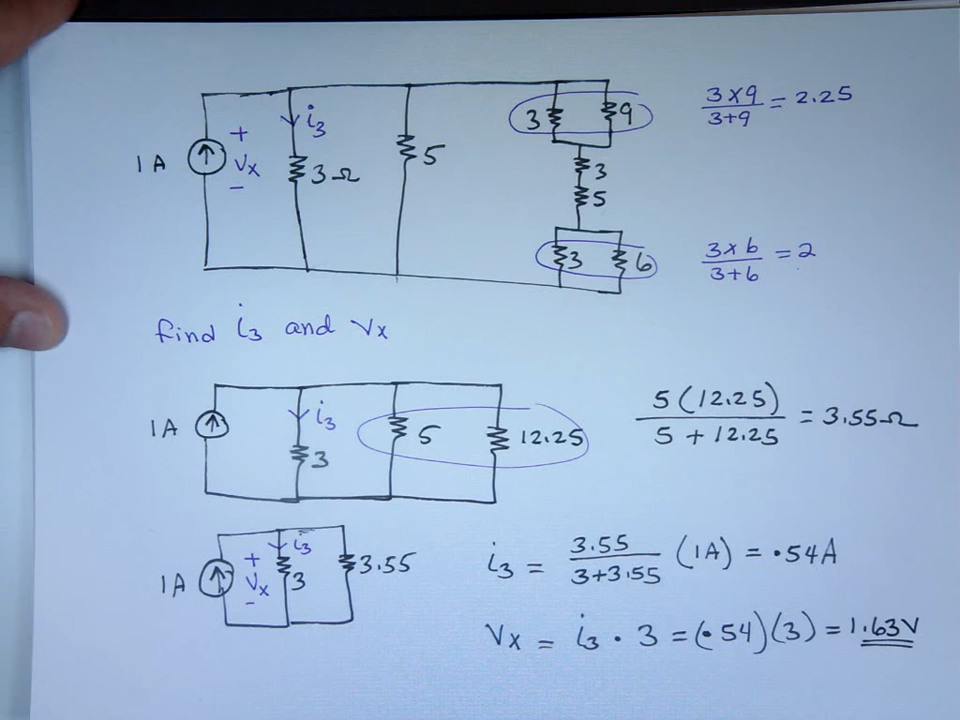 3 9
3×9/3+9 = 2.25
i3
+
1 A Vx 3Ω 5
-
3
5
3 6
3×6/3+6 = 2
Find i3 and Vx
1A i3
3 5 12.25
5(12.25)/5 + 12.25 = 3.55Ω
i3
+
1A Vx 3 3.55
-
i3 = 3.55/3+3.55 (1A) = .54A
Vx = i3 · 3 = (.54)(3) = 1.63V